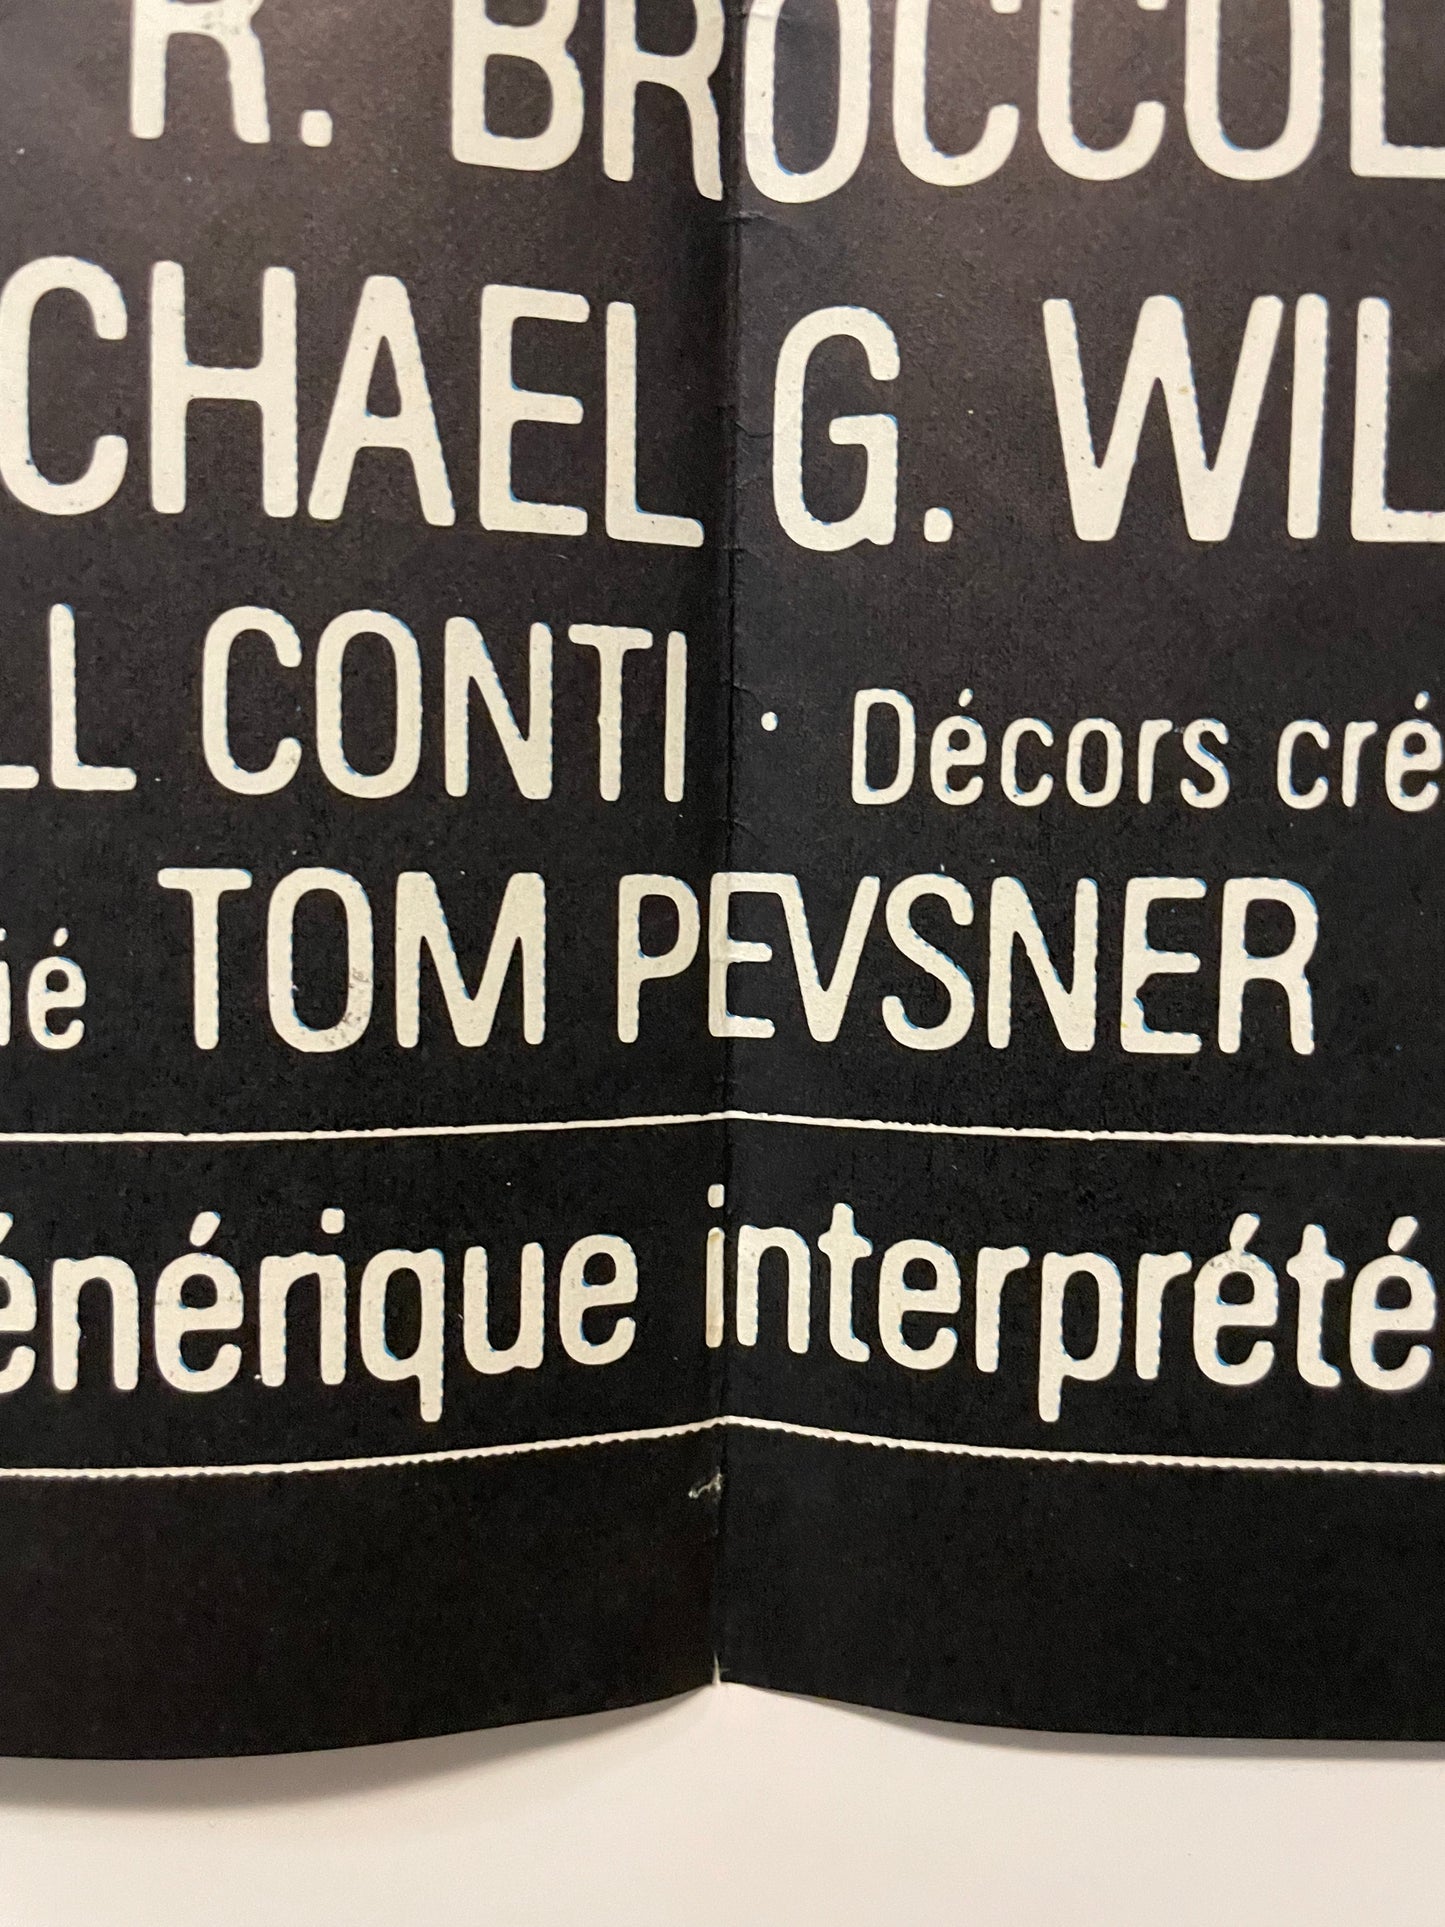 R. BROCCOL
CHAEL G. WIL
LL CONTI · Décors cré
ié TOM PEVSNER
énérique interprété